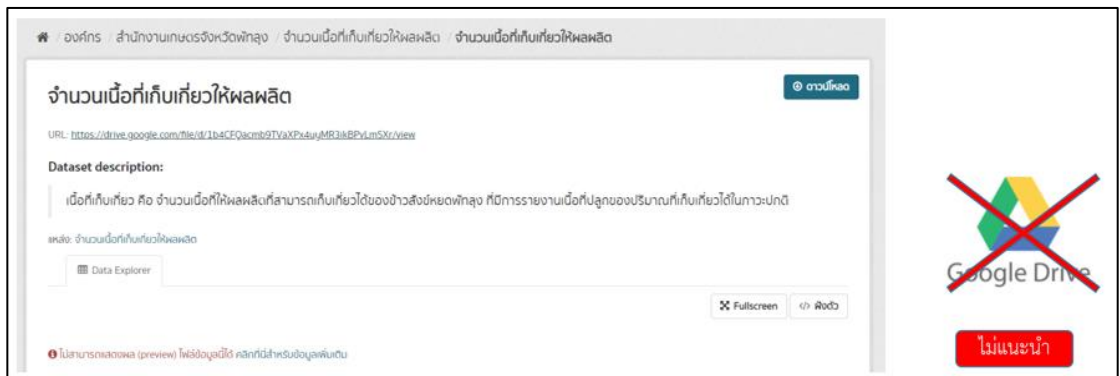 / องค์กร / สำนักงานเกษตรจังหวัดพัทลุง / จำนวนเนื้อที่เก็บเกี่ยวให้ผลผลิต / จำนวนเนื้อที่เก็บเกี่ยวให้ผลผลิต
จำนวนเนื้อที่เก็บเกี่ยวให้ผลผลิต
ดาวน์โหลด
URL: https://drive.google.com/file/d/1b4CFQacmb9TVaXPx4uyMR3ikBPvLmSXr/view
Dataset description:
เนื้อที่เก็บเกี่ยว คือ จำนวนเนื้อที่ให้ผลผลิตที่สามารถเก็บเกี่ยวได้ของข้าวสังข์หยดพัทลุง ที่มีการรายงานเนื้อที่ปลูกของปริมาณที่เก็บเกี่ยวได้ในภาวะปกติ
แหล่ง: จำนวนเนื้อที่เก็บเกี่ยวให้ผลผลิต
Data Explorer
Fullscreen
</> ฝังตัว
ไม่สามารถแสดงผล (preview) ไฟล์ข้อมูลนี้ได้ คลิกที่นี่สำหรับข้อมูลเพิ่มเติม
Google Drive
ไม่แนะนำ